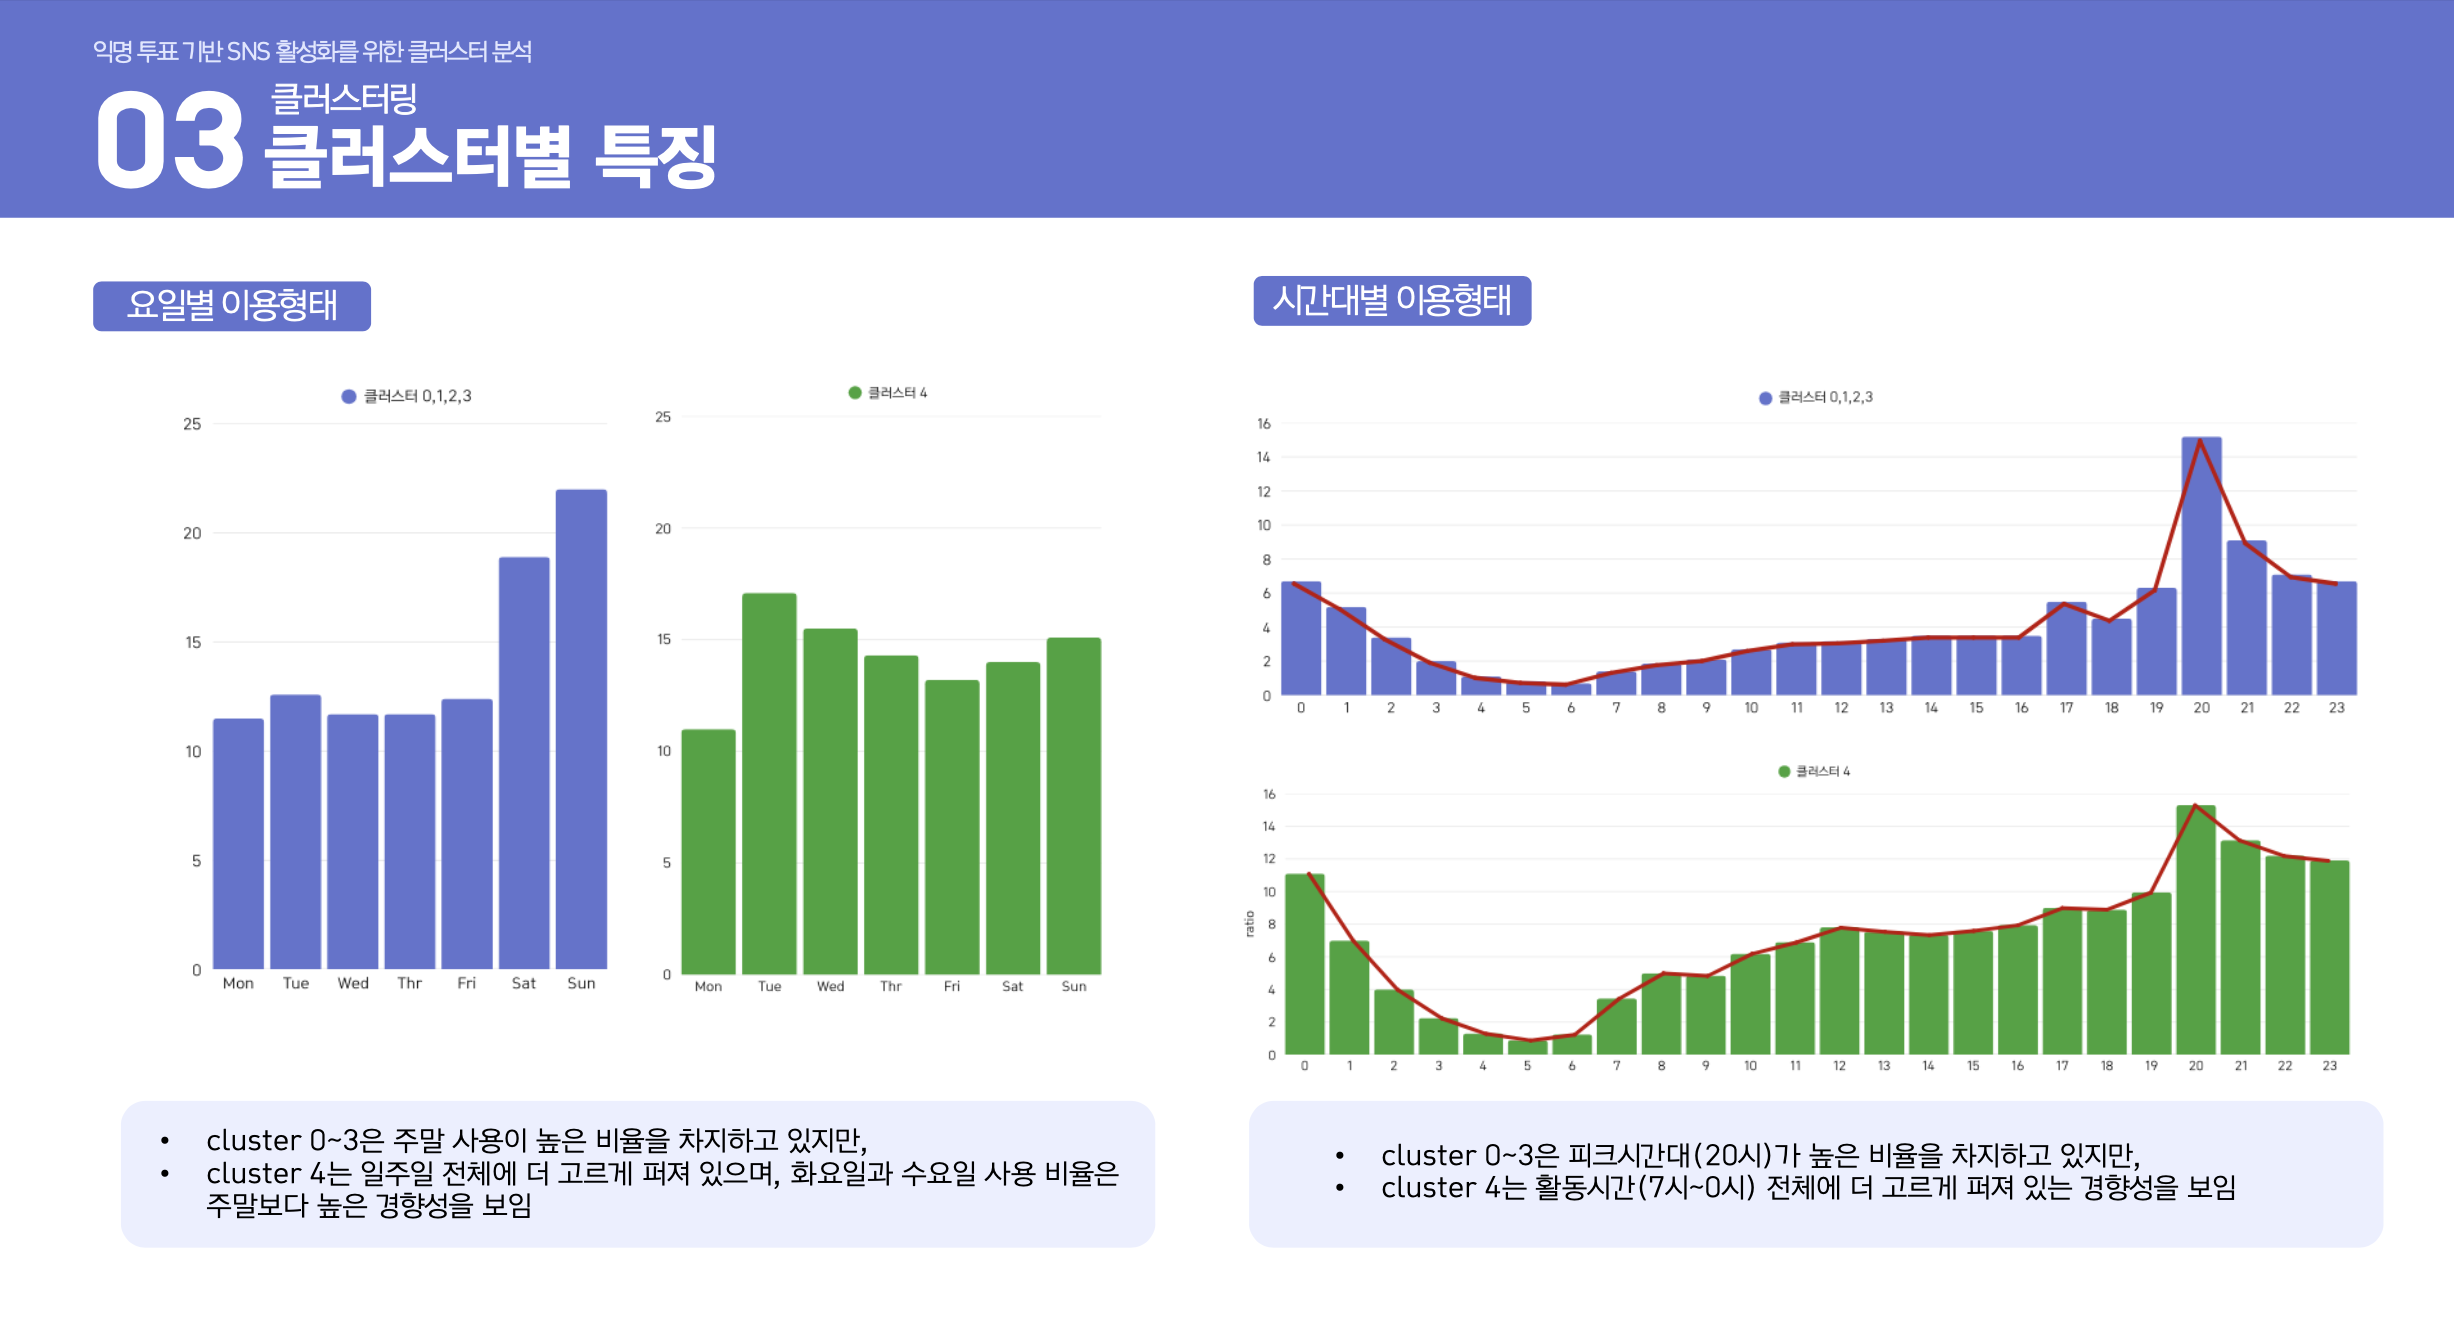 익명 투표 기반 SNS 활성화를 위한 클러스터 분석
03
클러스터링
클러스터별 특징
요일별 이용형태
클러스터 0,1,2,3
25
20
15
10
5
0
Mon Tue Wed Thr Fri Sat Sun
클러스터 4
25
20
15
10
5
0
Mon Tue Wed Thr Fri Sat Sun
• cluster 0~3은 주말 사용이 높은 비율을 차지하고 있지만,
• cluster 4는 일주일 전체에 더 고르게 퍼져 있으며, 화요일과 수요일 사용 비율은
주말보다 높은 경향성을 보임
시간대별 이용형태
클러스터 0,1,2,3
16
14
12
10
8
6
4
2
0
0 1 2 3 4 5 6 7 8 9 10 11 12 13 14 15 16 17 18 19 20 21 22 23
클러스터 4
ratio
16
14
12
10
8
6
4
2
0
0 1 2 3 4 5 6 7 8 9 10 11 12 13 14 15 16 17 18 19 20 21 22 23
• cluster 0~3은 피크시간대(20시)가 높은 비율을 차지하고 있지만,
• cluster 4는 활동시간(7시~0시) 전체에 더 고르게 퍼져 있는 경향성을 보임